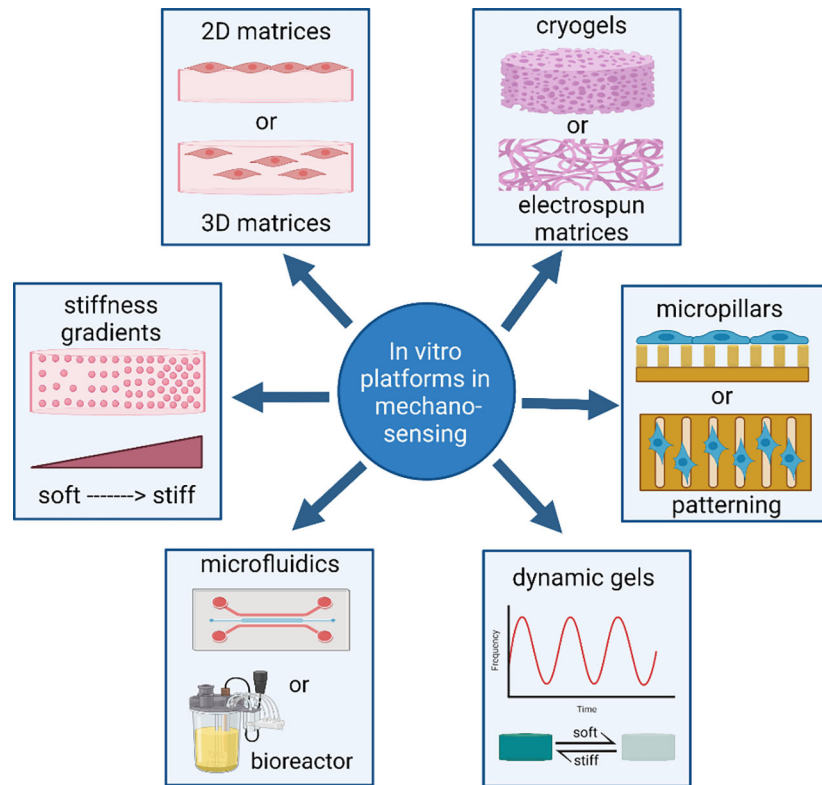 2D matrices
or
3D matrices
cryogels
or
electrospun
matrices
stiffness
gradients
soft -------> stiff
In vitro
platforms in
mechano-
sensing
micropillars
or
patterning
microfluidics
or
bioreactor
dynamic gels
Frequency
Time
soft
stiff